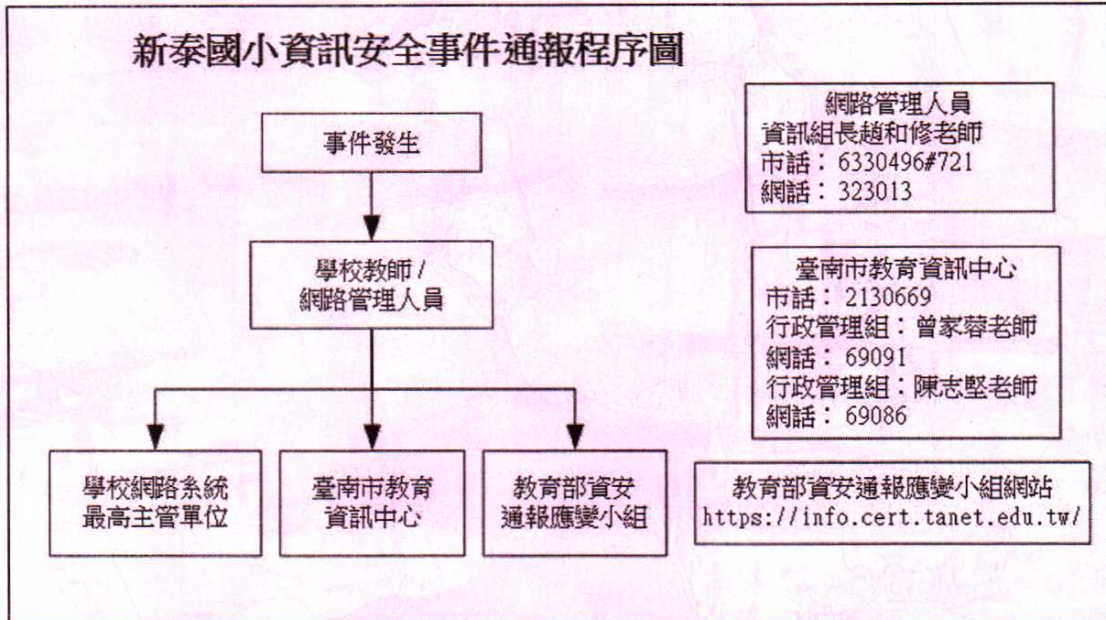 新泰國小資訊安全事件通報程序圖
事件發生
學校教師/
網路管理人員
學校網路系統
最高主管單位
臺南市教育
資訊中心
教育部資安
通報應變小組
網路管理人員
資訊組長趙和修老師
市話：6330496#721
網話：323013
臺南市教育資訊中心
市話：2130669
行政管理組：曾家蓉老師
網話：69091
行政管理組：陳志堅老師
網話：69086
教育部資安通報應變小組網站
https://info.cert.tanet.edu.tw/